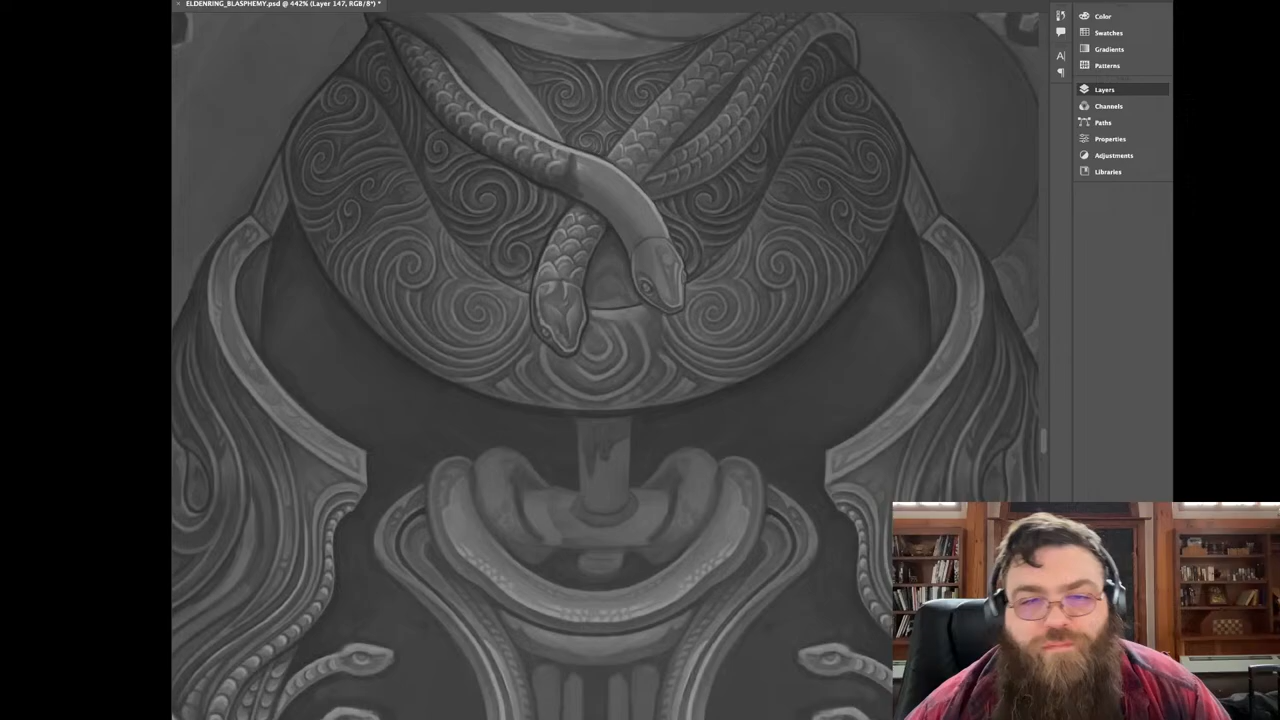 ELDENRING_BLASPHEMY.psd @ 442% (Layer 147, RGB/8*) *
Color
Swatches
Gradients
Patterns
Layers
Channels
Paths
Properties
Adjustments
Libraries